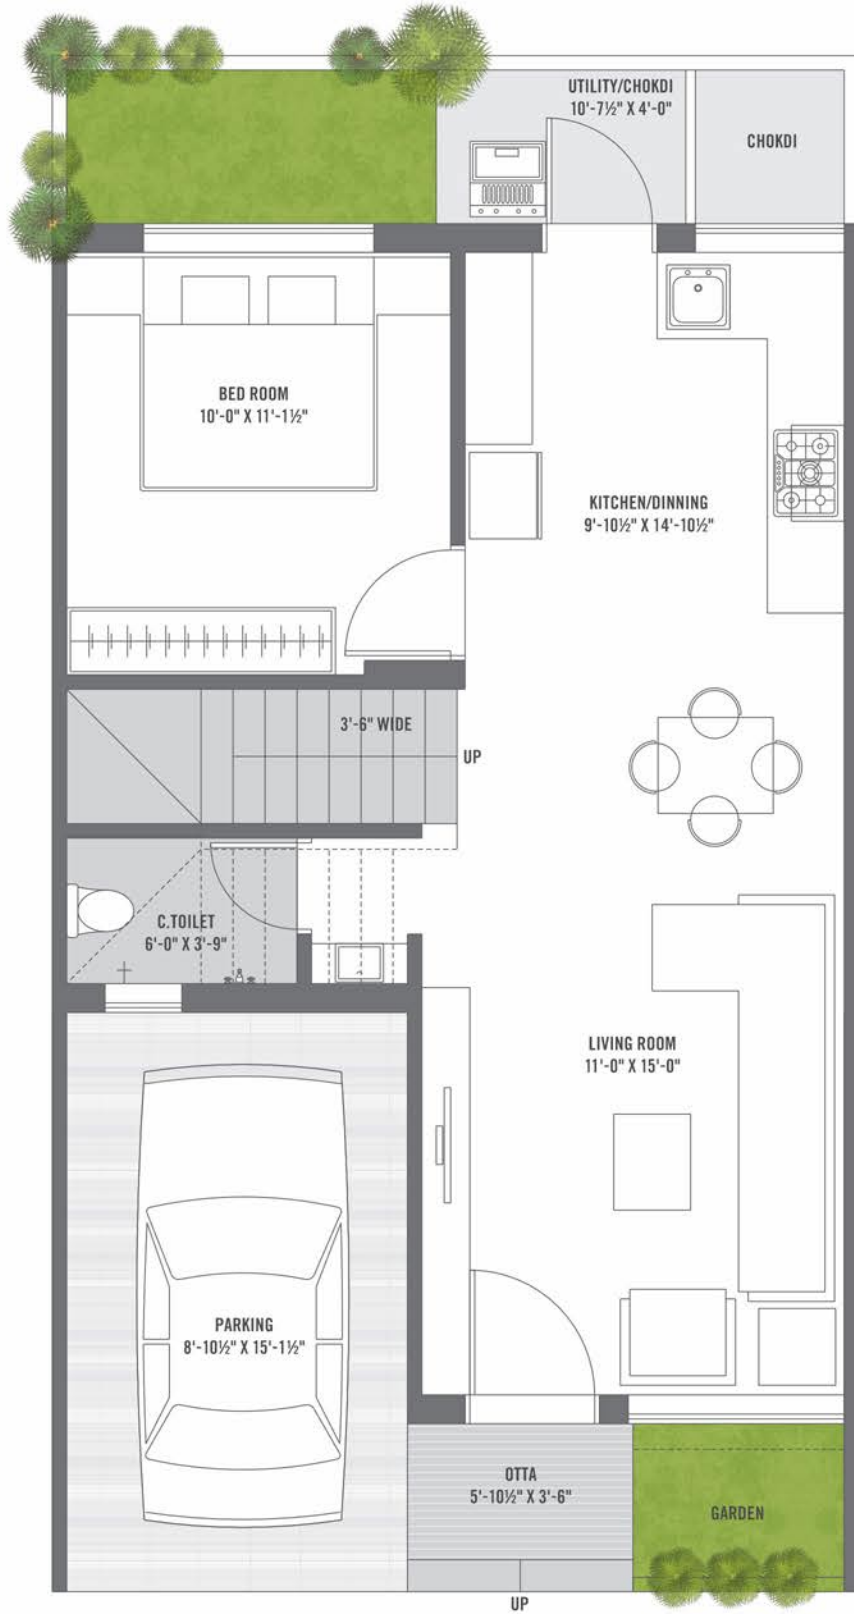 UTILITY/CHOKDI
10'-7½" X 4'-0"
CHOKDI
BED ROOM
10'-0" X 11'-1½"
KITCHEN/DINNING
9'-10½" X 14'-10½"
3'-6" WIDE
UP
C.TOILET
6'-0" X 3'-9"
LIVING ROOM
11'-0" X 15'-0"
PARKING
8'-10½" X 15'-1½"
OTTA
5'-10½" X 3'-6"
GARDEN
UP